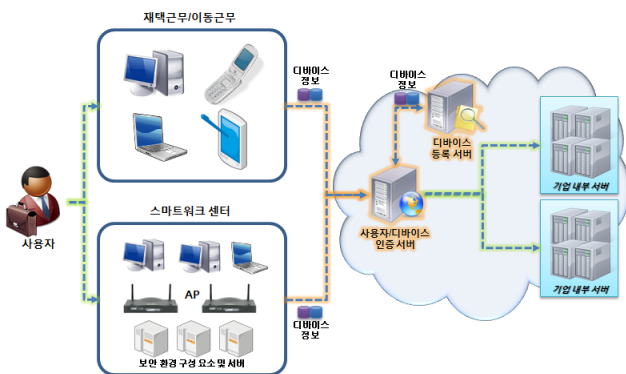 재택근무/이동근무
디바이스
정보
디바이스
정보
디바이스
등록 서버
기업 내부 서버
사용자
스마트워크 센터
사용자/디바이스
인증 서버
AP
기업 내부 서버
디바이스
정보
보안 환경 구성 요소 및 서버